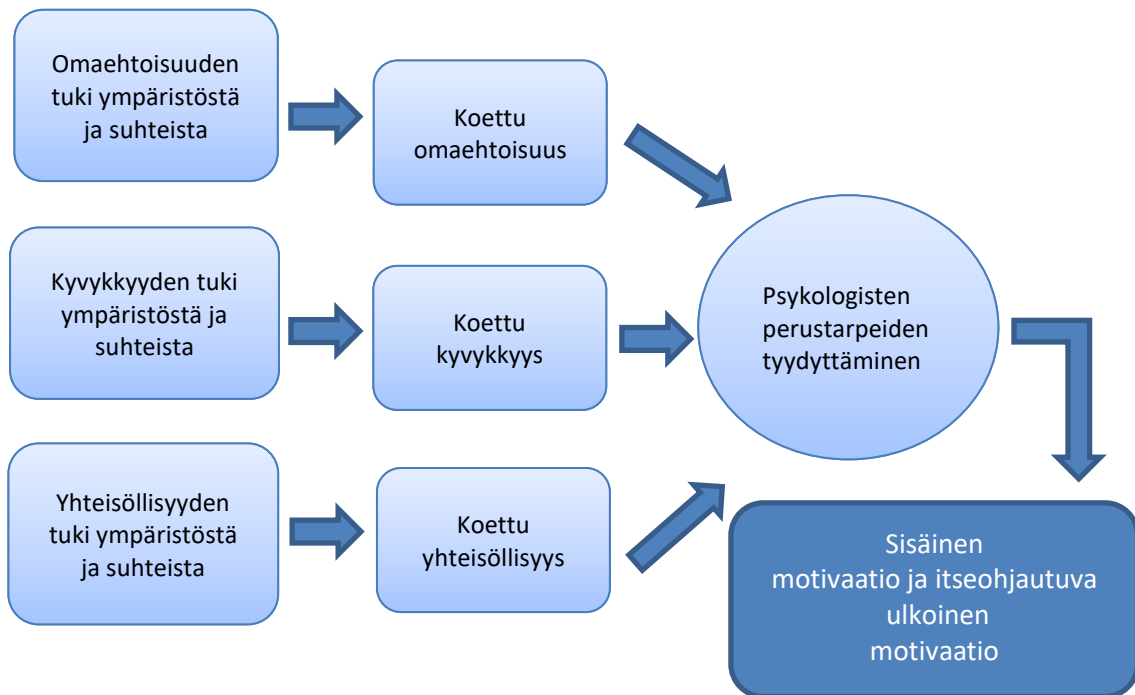 Omaehtoisuuden
tuki ympäristöstä
ja suhteista
Koettu
omaehtoisuus
Kyvykkyyden tuki
ympäristöstä ja
suhteista
Koettu
kyvykkyys
Psykologisten
perustarpeiden
tyydyttäminen
Yhteisöllisyyden
tuki ympäristöstä
ja suhteista
Koettu
yhteisöllisyys
Sisäinen
motivaatio ja itseohjautuva
ulkoinen
motivaatio